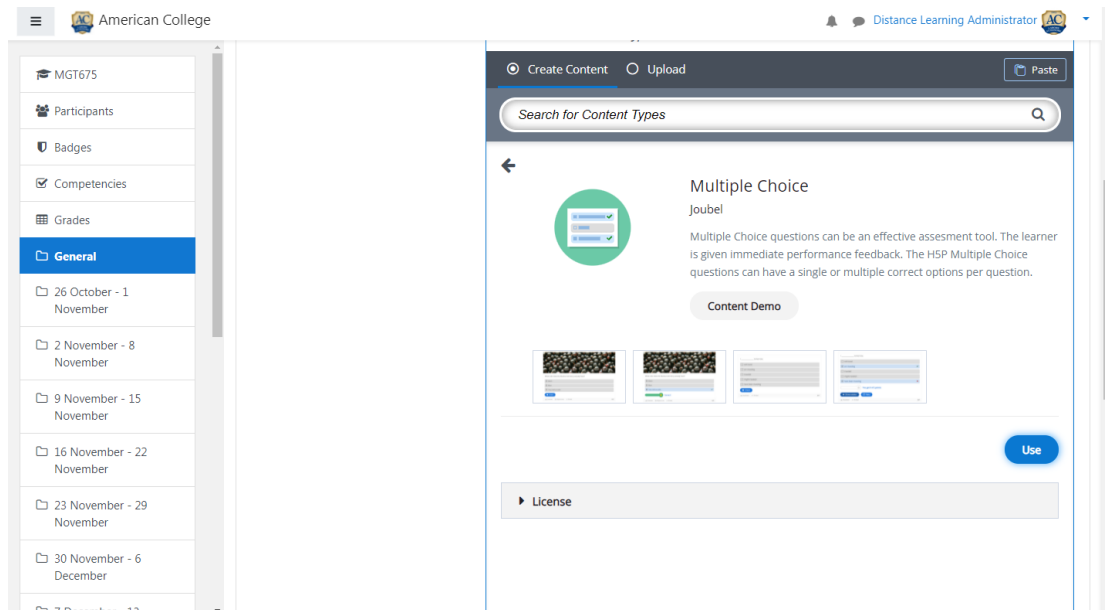 American College
Distance Learning Administrator
MGT675
Participants
Badges
Competencies
Grades
General
26 October - 1
November
2 November - 8
November
9 November - 15
November
16 November - 22
November
23 November - 29
November
30 November - 6
December
Create Content
Upload
Paste
Search for Content Types
Multiple Choice
Joubel
Multiple Choice questions can be an effective assesment tool. The learner
is given immediate performance feedback. The H5P Multiple Choice
questions can have a single or multiple correct options per question.
Content Demo
Use
License